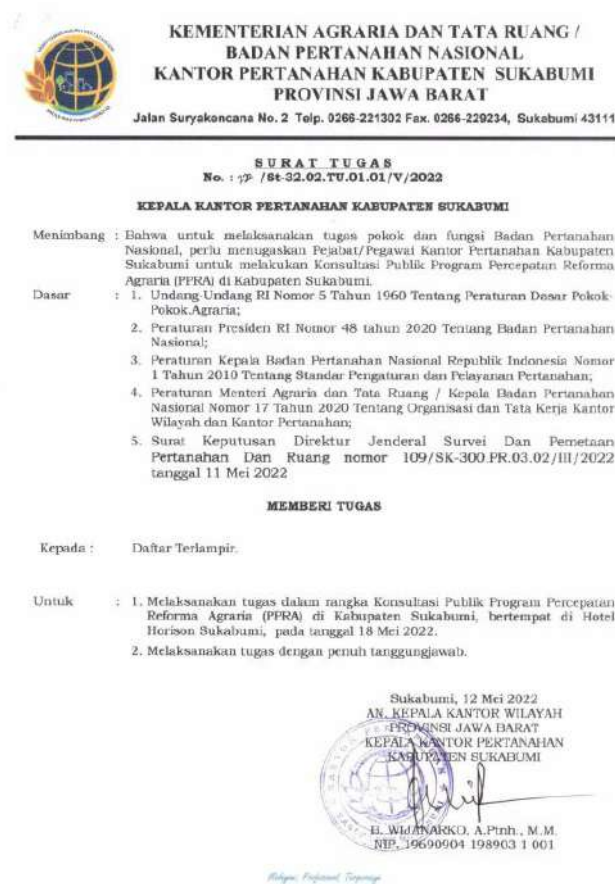 KEMENTERIAN AGRARIA DAN TATA RUANG /
BADAN PERTANAHAN NASIONAL
KANTOR PERTANAHAN KABUPATEN SUKABUMI
PROVINSI JAWA BARAT
Jalan Suryakencana No. 2 Telp. 0266-221302 Fax. 0266-229234, Sukabumi 43111
SURAT TUGAS
No. : /St-32.02.TU.01.01/V/2022
KEPALA KANTOR PERTANAHAN KABUPATEN SUKABUMI
Menimbang : Bahwa untuk melaksanakan tugas pokok dan fungsi Badan Pertanahan
Nasional, perlu menugaskan Pejabat/Pegawai Kantor Pertanahan Kabupaten
Sukabumi untuk melakukan Konsultasi Publik Program Percepatan Reforma
Agraria (PPRA) di Kabupaten Sukabumi.
Dasar : 1. Undang-Undang RI Nomor 5 Tahun 1960 Tentang Peraturan Dasar Pokok-
Pokok.Agraria;
2. Peraturan Presiden RI Nomor 48 tahun 2020 Tentang Badan Pertanahan
Nasional;
3. Peraturan Kepala Badan Pertanahan Nasional Republik Indonesia Nomor
1 Tahun 2010 Tentang Standar Pengaturan dan Pelayanan Pertanahan;
4. Peraturan Menteri Agraria dan Tata Ruang / Kepala Badan Pertanahan
Nasional Nomor 17 Tahun 2020 Tentang Organisasi dan Tata Kerja Kantor
Wilayah dan Kantor Pertanahan;
5. Surat Keputusan Direktur Jenderal Survei Dan Pemetaan
Pertanahan Dan Ruang nomor 109/SK-300.PR.03.02/III/2022
tanggal 11 Mei 2022
MEMBERI TUGAS
Kepada : Daftar Terlampir.
Untuk : 1. Melaksanakan tugas dalam rangka Konsultasi Publik Program Percepatan
Reforma Agraria (PPRA) di Kabupaten Sukabumi, bertempat di Hotel
Horison Sukabumi, pada tanggal 18 Mei 2022.
2. Melaksanakan tugas dengan penuh tanggungjawab.
Sukabumi, 12 Mei 2022
AN. KEPALA KANTOR WILAYAH
PROVINSI JAWA BARAT
KEPALA KANTOR PERTANAHAN
KABUPATEN SUKABUMI
H. WIJANARKO, A.Ptnh., M.M.
NIP. 19690904 198903 1 001
Melayani, Profesional, Terpercaya